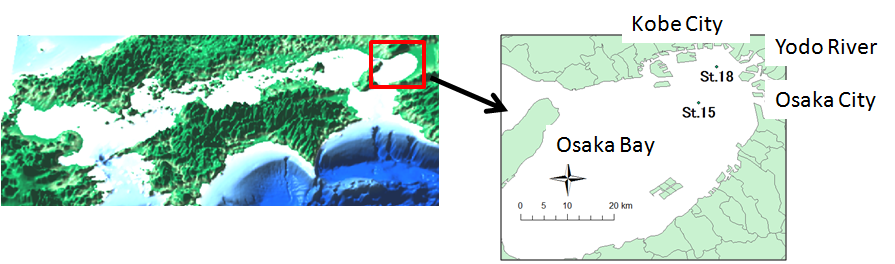 Kobe City
Yodo River
St.18
Osaka City
St.15
Osaka Bay
0 5 10 20 km